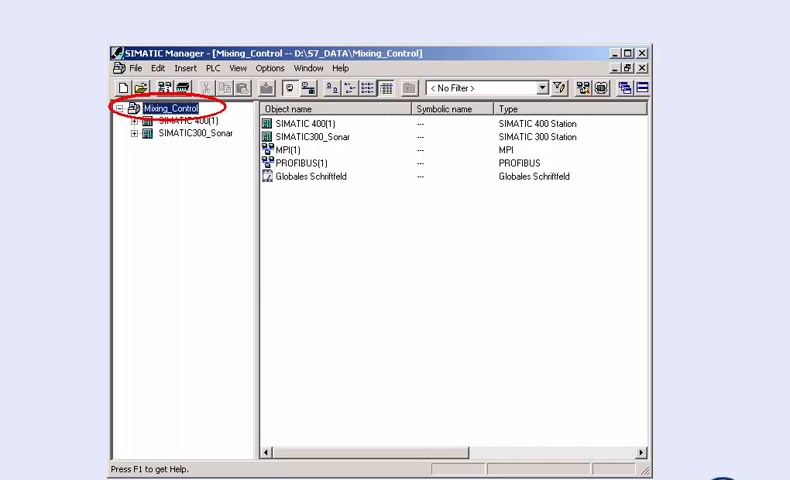 SIMATIC Manager - [Mixing_Control -- D:\S7_DATA\Mixing_Control]
File Edit Insert PLC View Options Window Help
< No Filter >
Mixing_Control
SIMATIC 400(1)
SIMATIC300_Sonar
Object name Symbolic name Type
SIMATIC 400(1) --- SIMATIC 400 Station
SIMATIC300_Sonar --- SIMATIC 300 Station
MPI(1) --- MPI
PROFIBUS(1) --- PROFIBUS
Globales Schriftfeld --- Globales Schriftfeld
Press F1 to get Help.